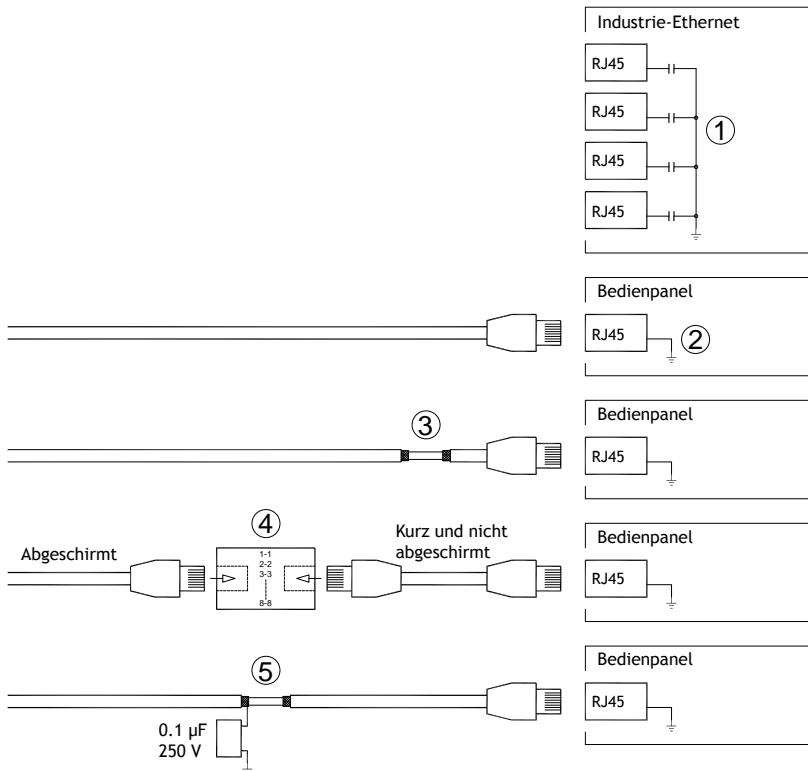 Industrie-Ethernet
RJ45
RJ45
①
RJ45
RJ45
Bedienpanel
RJ45
②
Bedienpanel
③
RJ45
Bedienpanel
④
Abgeschirmt
Kurz und nicht
abgeschirmt
1-1
2-2
3-3
8-8
RJ45
Bedienpanel
⑤
RJ45
0.1 µF
250 V